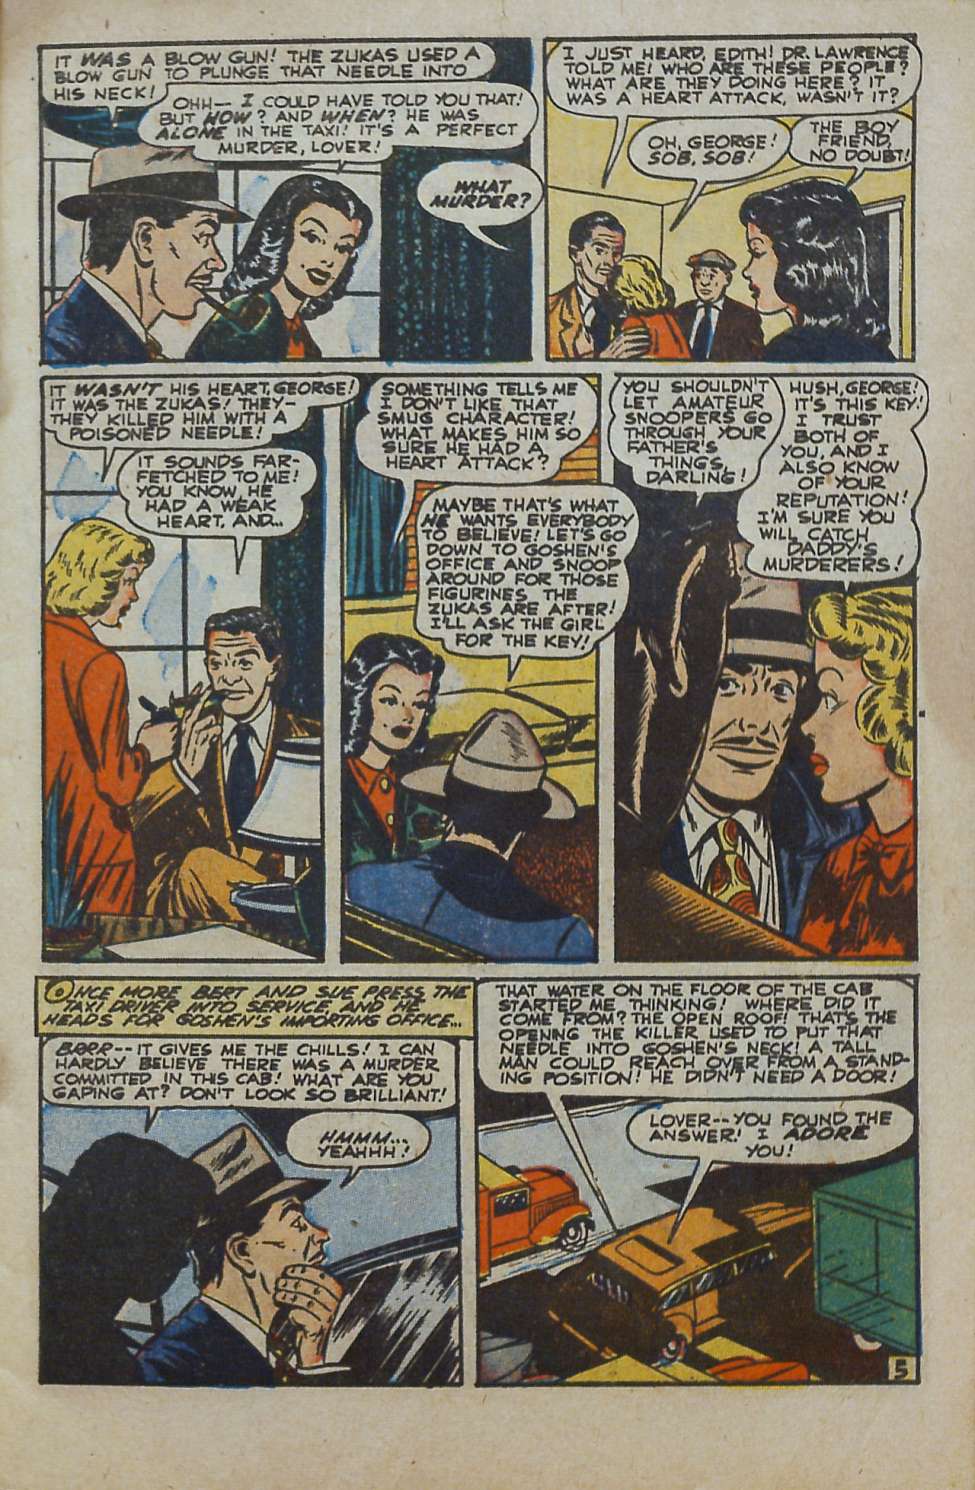 IT WAS A BLOW GUN! THE ZUKAS USED A
BLOW GUN TO PLUNGE THAT NEEDLE INTO
HIS NECK!
OHH-- I COULD HAVE TOLD YOU THAT!
BUT HOW? AND WHEN? HE WAS
ALONE IN THE TAXI! IT'S A PERFECT
MURDER, LOVER!
WHAT
MURDER?
I JUST HEARD, EDITH! DR. LAWRENCE
TOLD ME! WHO ARE THESE PEOPLE?
WHAT ARE THEY DOING HERE? IT
WAS A HEART ATTACK, WASN'T IT?
OH, GEORGE!
SOB, SOB!
THE BOY
FRIEND,
NO DOUBT!
IT WASN'T HIS HEART, GEORGE!
IT WAS THE ZUKAS! THEY--
THEY KILLED HIM WITH A
POISONED NEEDLE!
IT SOUNDS FAR-
FETCHED TO ME!
YOU KNOW, HE
HAD A WEAK
HEART, AND...
SOMETHING TELLS ME
I DON'T LIKE THAT
SMUG CHARACTER!
WHAT MAKES HIM SO
SURE HE HAD A
HEART ATTACK?
MAYBE THAT'S WHAT
HE WANTS EVERYBODY
TO BELIEVE! LET'S GO
DOWN TO GOSHEN'S
OFFICE AND SNOOP
AROUND FOR THOSE
FIGURINES THE
ZUKAS ARE AFTER!
I'LL ASK THE GIRL
FOR THE KEY!
YOU SHOULDN'T
LET AMATEUR
SNOOPERS GO
THROUGH YOUR
FATHER'S
THINGS,
DARLING!
HUSH, GEORGE!
IT'S THIS KEY!
I TRUST
BOTH OF
YOU, AND I
ALSO KNOW
OF YOUR
REPUTATION!
I'M SURE YOU
WILL CATCH
DADDY'S
MURDERERS!
ONCE MORE BERT AND SUE PRESS THE
TAXI DRIVER INTO SERVICE, AND HE
HEADS FOR GOSHEN'S IMPORTING OFFICE...
BRRR-- IT GIVES ME THE CHILLS! I CAN
HARDLY BELIEVE THERE WAS A MURDER
COMMITTED IN THIS CAB! WHAT ARE YOU
GAPING AT? DON'T LOOK SO BRILLIANT!
HMMM...
YEAHHH!
THAT WATER ON THE FLOOR OF THE CAB
STARTED ME THINKING! WHERE DID IT
COME FROM? THE OPEN ROOF! THAT'S THE
OPENING THE KILLER USED TO PUT THAT
NEEDLE INTO GOSHEN'S NECK! A TALL
MAN COULD REACH OVER FROM A STAND-
ING POSITION! HE DIDN'T NEED A DOOR!
LOVER--YOU FOUND THE
ANSWER! I ADORE
YOU!
5